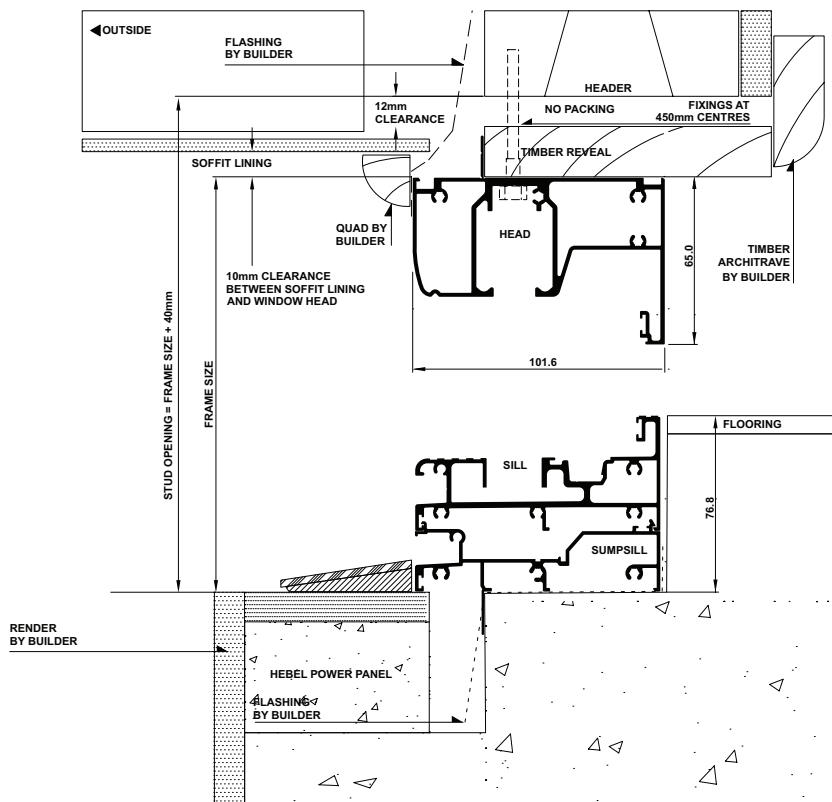 OUTSIDE
FLASHING
BY BUILDER
HEADER
12mm
CLEARANCE
NO PACKING
FIXINGS AT
450mm CENTRES
SOFFIT LINING
TIMBER REVEAL
QUAD BY
BUILDER
HEAD
65.0
TIMBER
ARCHITRAVE
BY BUILDER
10mm CLEARANCE
BETWEEN SOFFIT LINING
AND WINDOW HEAD
STUD OPENING = FRAME SIZE + 40mm
FRAME SIZE
101.6
FLOORING
SILL
76.8
SUMPSILL
RENDER
BY BUILDER
HEBEL POWER PANEL
FLASHING
BY BUILDER